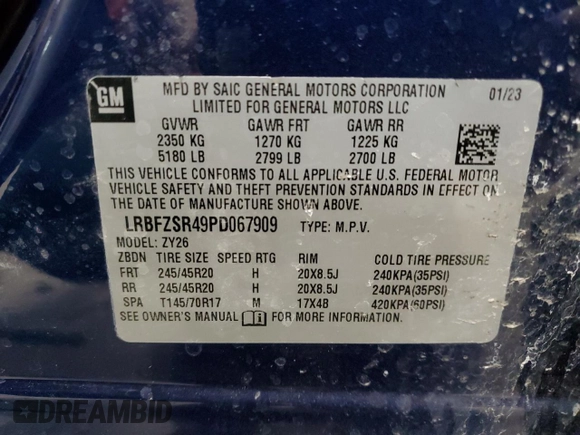 GM
MFD BY SAIC GENERAL MOTORS CORPORATION 01/23
LIMITED FOR GENERAL MOTORS LLC
GVWR GAWR FRT GAWR RR
2350 KG 1270 KG 1225 KG
5180 LB 2799 LB 2700 LB
THIS VEHICLE CONFORMS TO ALL APPLICABLE U.S. FEDERAL MOTOR
VEHICLE SAFETY AND THEFT PREVENTION STANDARDS IN EFFECT ON
THE DATE OF MANUFACTURE SHOWN ABOVE.
LRBFZSR49PD067909 TYPE: M.P.V.
MODEL: ZY26
ZBDN TIRE SIZE SPEED RTG RIM COLD TIRE PRESSURE
FRT 245/45R20 H 20X8.5J 240KPA(35PSI)
RR 245/45R20 H 20X8.5J 240KPA(35PSI)
SPA T145/70R17 M 17X4B 420KPA(60PSI)
SEE OWNER'S MANUAL FOR MORE INFORMATION.
DREAMBID